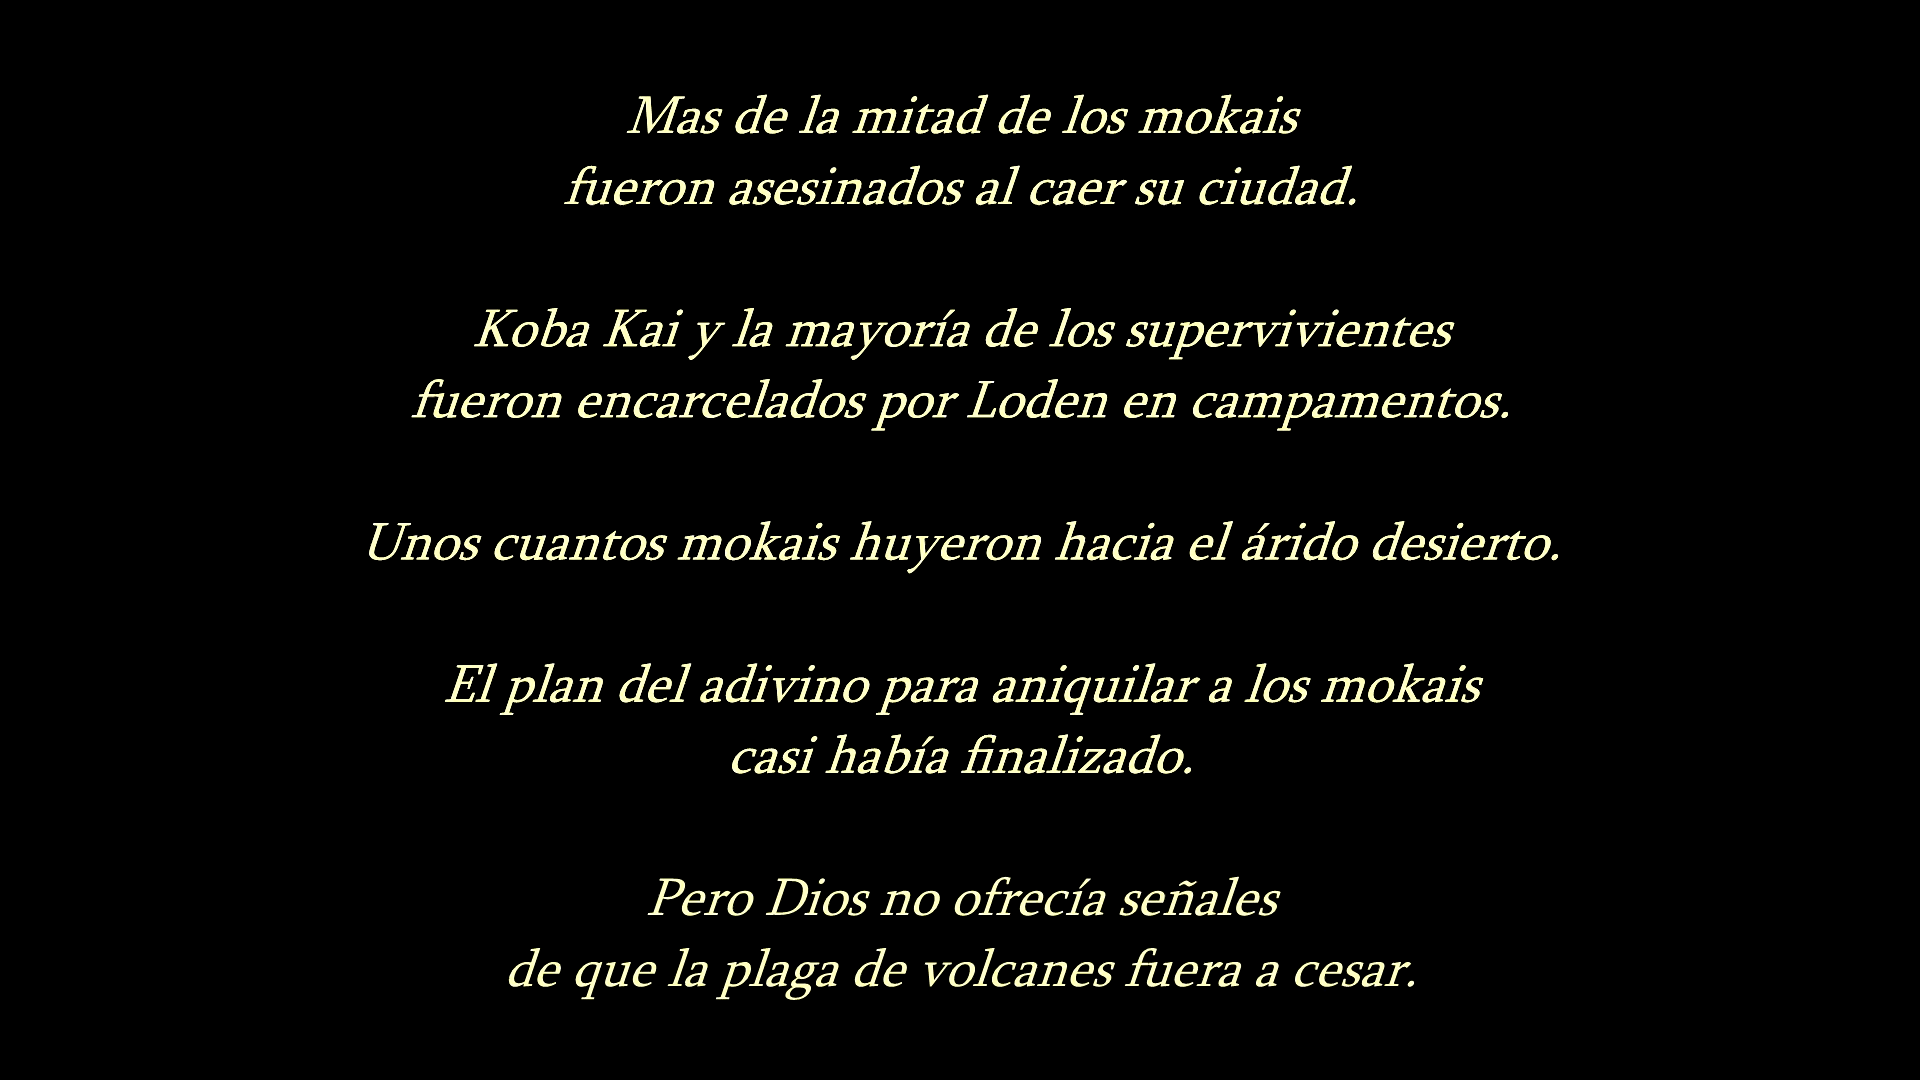 Mas de la mitad de los mokais
fueron asesinados al caer su ciudad.
Koba Kai y la mayoría de los supervivientes
fueron encarcelados por Loden en campamentos.
Unos cuantos mokais huyeron hacia el árido desierto.
El plan del adivino para aniquilar a los mokais
casi había finalizado.
Pero Dios no ofrecía señales
de que la plaga de volcanes fuera a cesar.